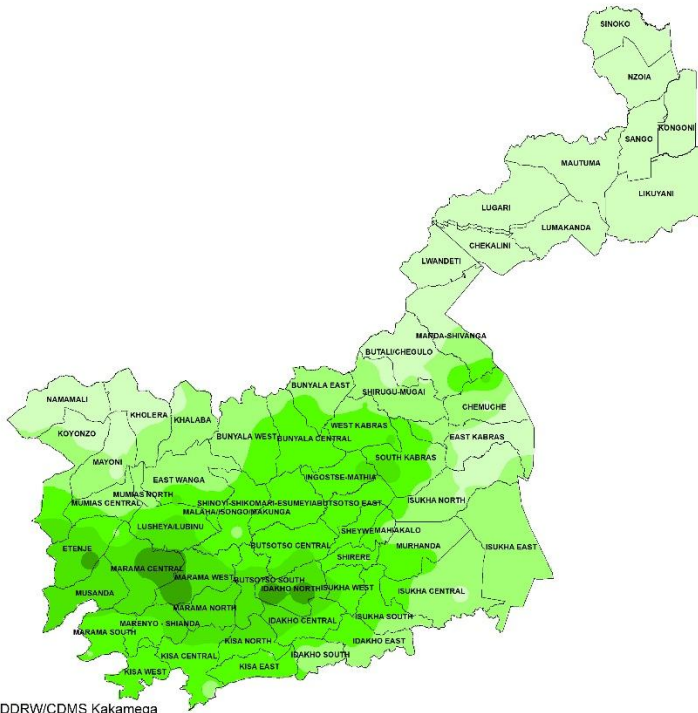 SINOKO
NZOIA
KONGONI
SANGO
MAUTUMA
LIKUYANI
LUGARI
LUMAKANDA
CHEKALINI
LWANDETI
MANDA-SHIVANGA
BUTALI/CHEGULO
BUNYALA EAST
SHIRUGU-MUGAI
NAMAMALI
CHEMUCHE
KHOLERA
KHALABA
WEST KABRAS
KOYONZO
BUNYALA WEST
BUNYALA CENTRAL
EAST KABRAS
SOUTH KABRAS
MAYONI
INGOSTSE-MATHIA
EAST WANGA
MUMIAS NORTH
ISUKHA NORTH
MUMIAS CENTRAL
SHINOYI-SHIKOMARI-ESUMEYIA
BUTSOTSO EAST
MALAHA/ISONGO/MAKUNGA
LUSHEYA/LUBINU
SHEYWE
MAHIAKALO
ETENJE
BUTSOTSO CENTRAL
MURHANDA
ISUKHA EAST
SHIRERE
MARAMA CENTRAL
MARAMA WEST
BUTSOTSO SOUTH
IDAKHO NORTH
ISUKHA WEST
ISUKHA CENTRAL
MUSANDA
MARAMA NORTH
ISUKHA SOUTH
MARENYO - SHIANDA
IDAKHO CENTRAL
MARAMA SOUTH
KISA NORTH
IDAKHO EAST
KISA CENTRAL
IDAKHO SOUTH
KISA EAST
KISA WEST
DDRW/CDMS Kakamega